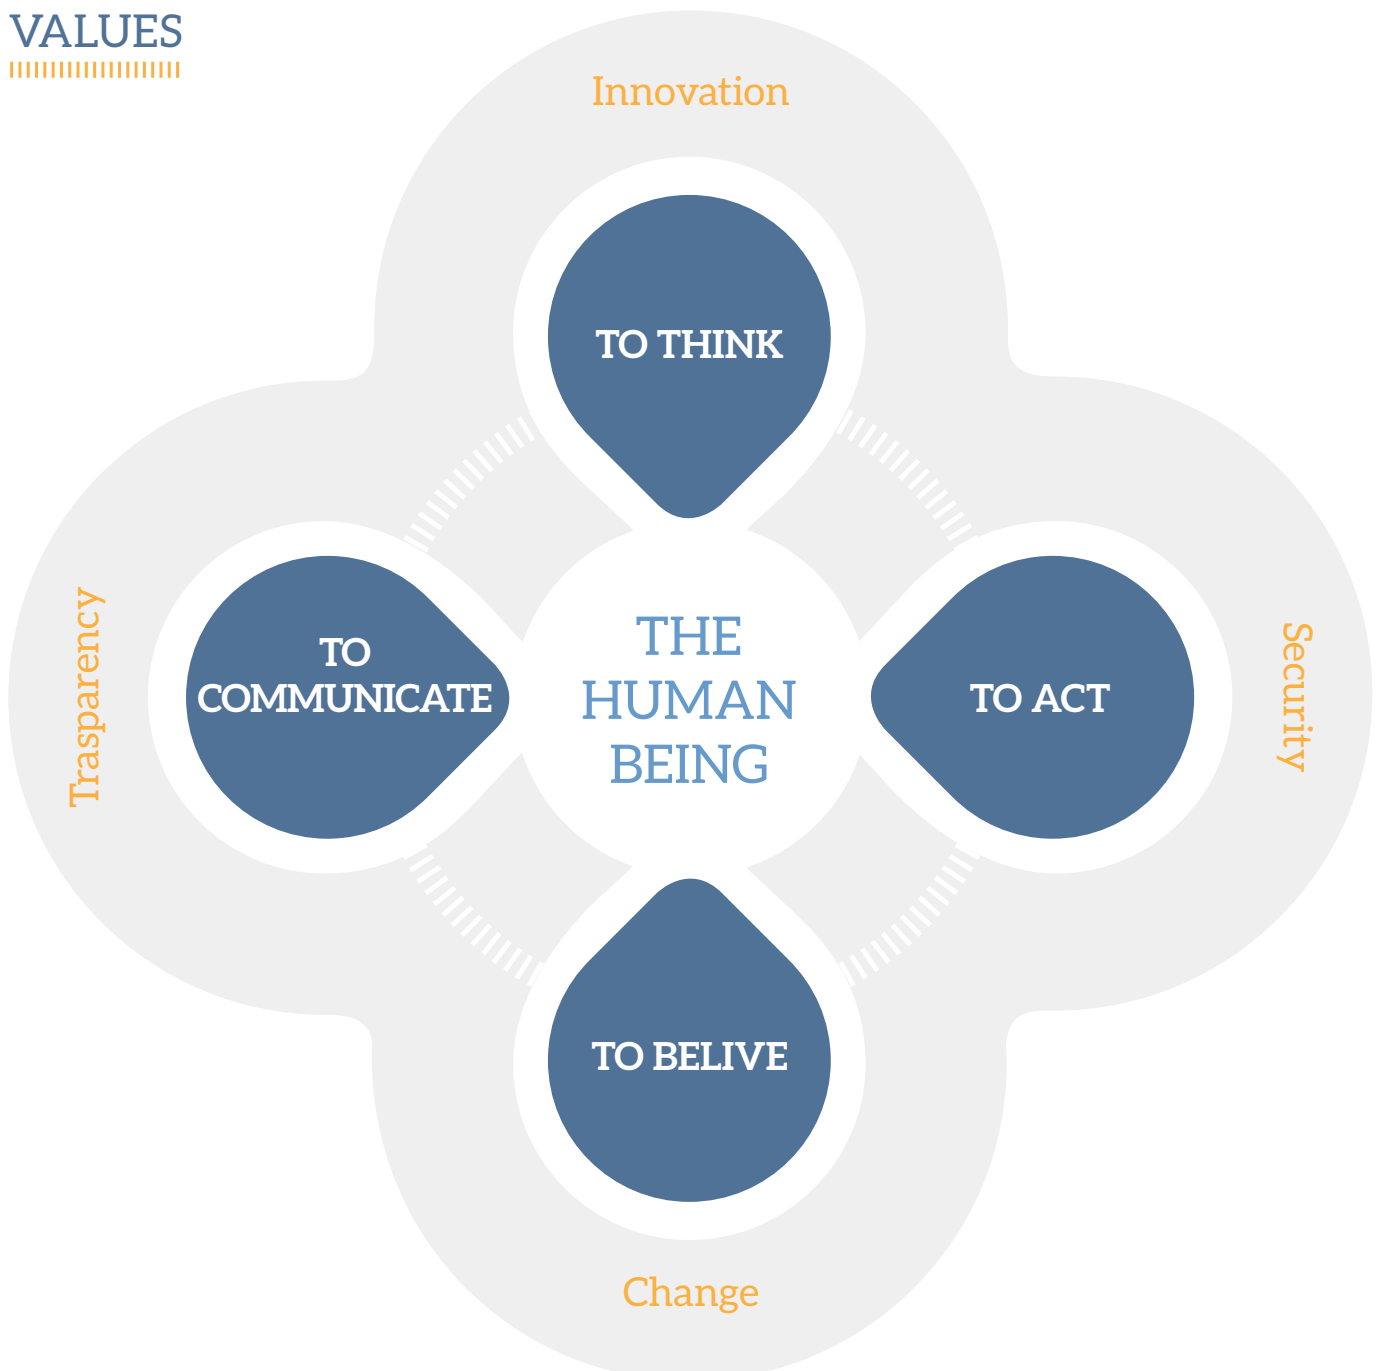 VALUES
Innovation
TO THINK
Trasparency
TO
COMMUNICATE
THE
HUMAN
BEING
TO ACT
Security
TO BELIVE
Change